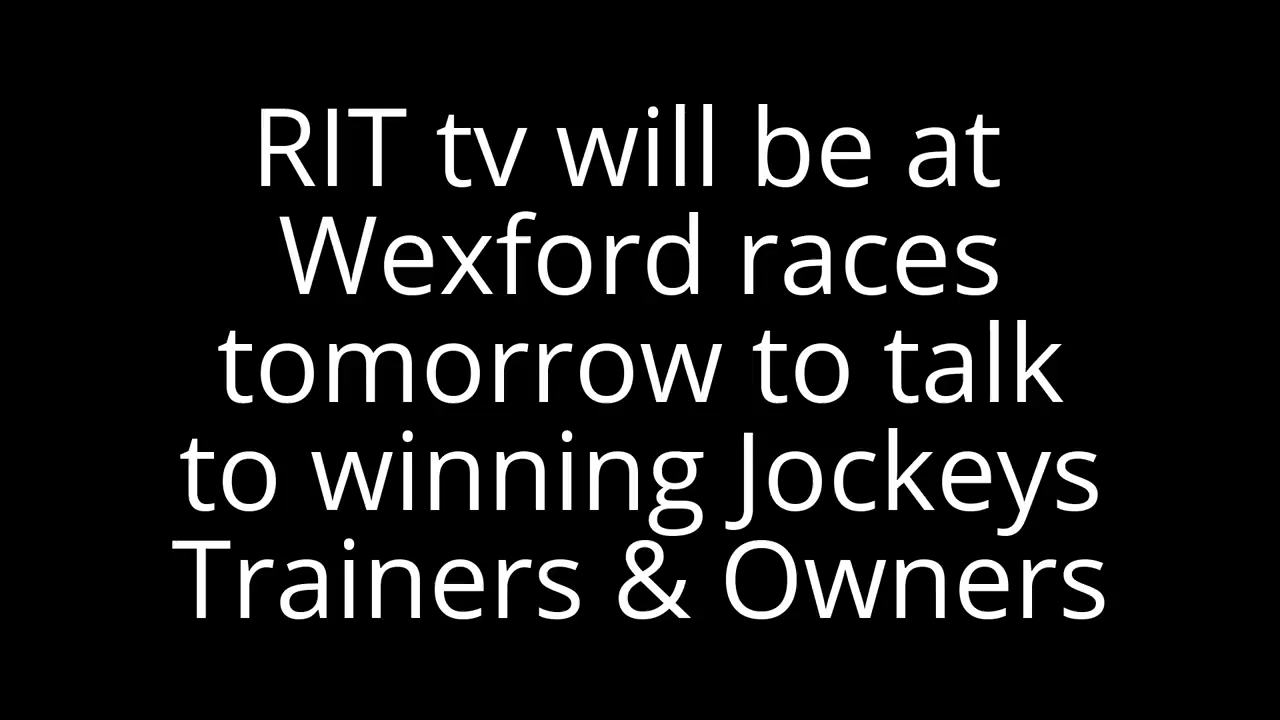 RIT tv will be at
Wexford races
tomorrow to talk
to winning Jockeys
Trainers & Owners